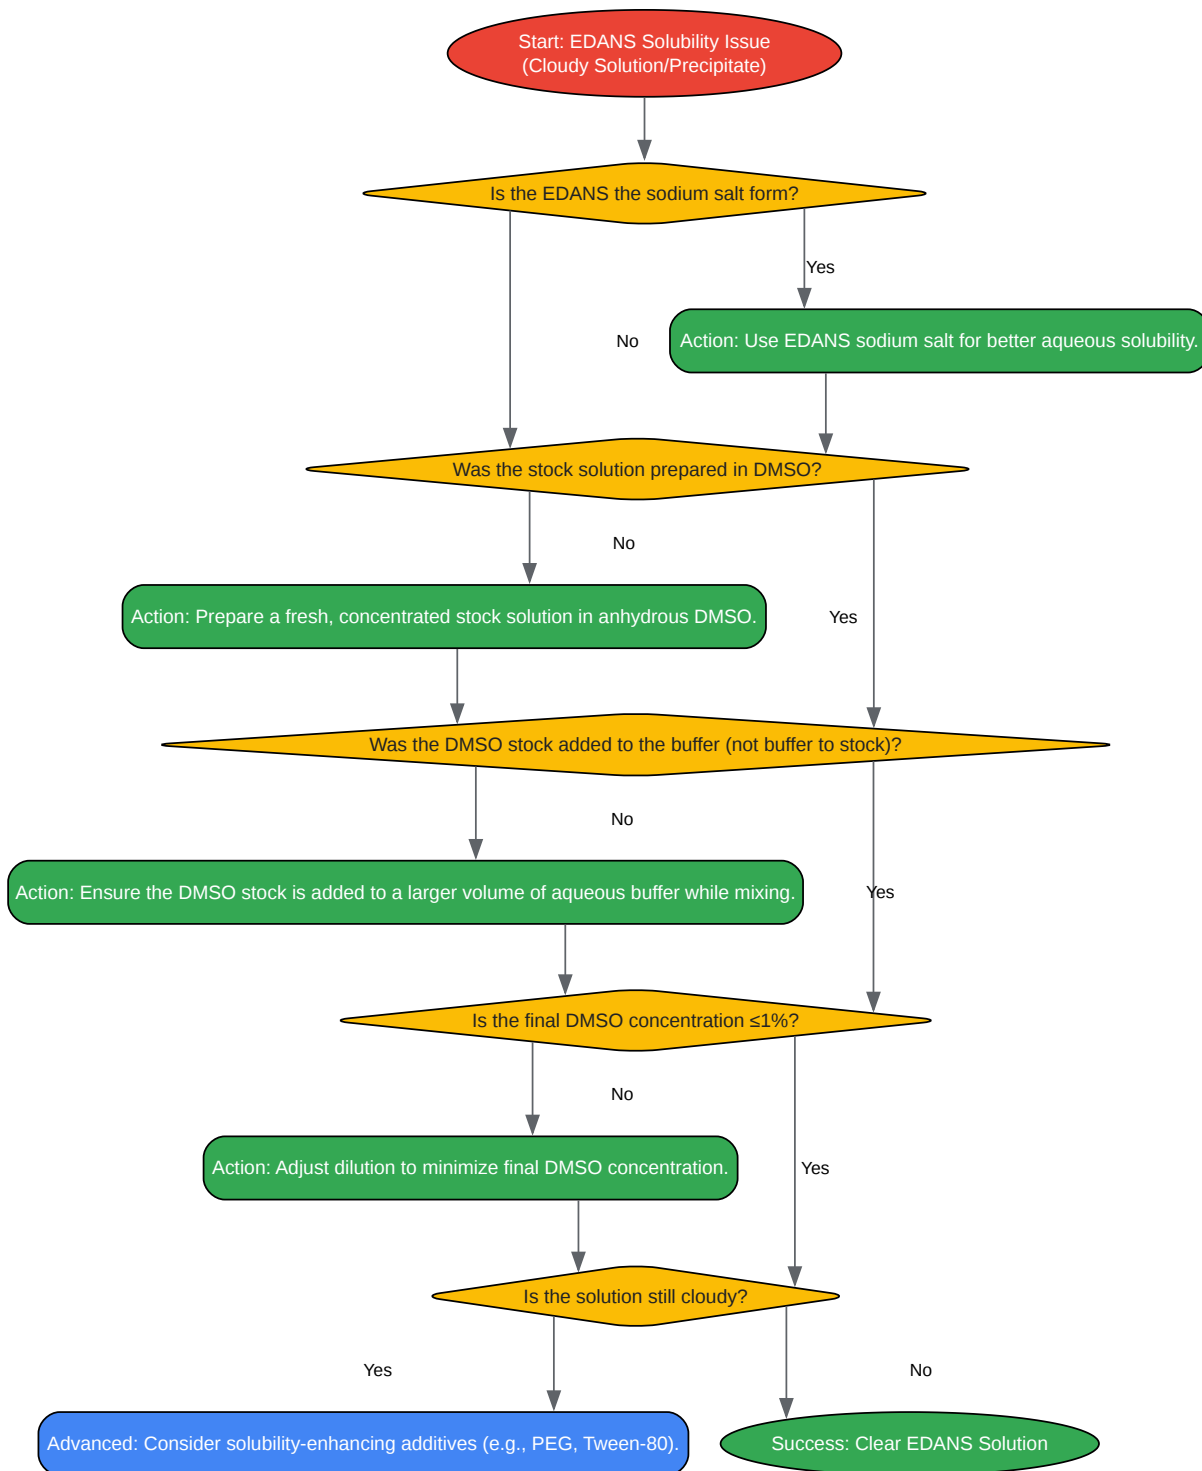 Start: EDANS Solubility Issue
(Cloudy Solution/Precipitate)
Is the EDANS the sodium salt form?
Yes
No
Action: Use EDANS sodium salt for better aqueous solubility.
Was the stock solution prepared in DMSO?
No
Action: Prepare a fresh, concentrated stock solution in anhydrous DMSO.
Yes
Was the DMSO stock added to the buffer (not buffer to stock)?
No
Action: Ensure the DMSO stock is added to a larger volume of aqueous buffer while mixing.
Yes
Is the final DMSO concentration ≤1%?
No
Action: Adjust dilution to minimize final DMSO concentration.
Yes
Is the solution still cloudy?
Yes
No
Advanced: Consider solubility-enhancing additives (e.g., PEG, Tween-80).
Success: Clear EDANS Solution